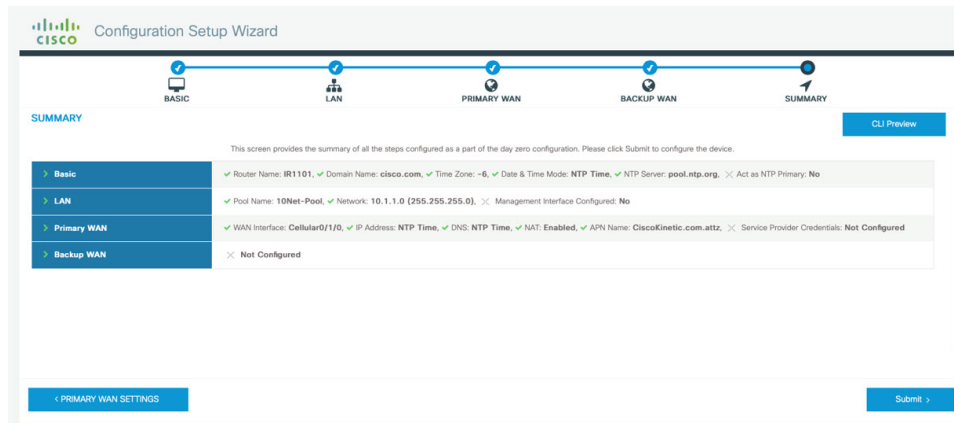 CISCO Configuration Setup Wizard
BASIC LAN PRIMARY WAN BACKUP WAN SUMMARY
SUMMARY
CLI Preview
This screen provides the summary of all the steps configured as a part of the day zero configuration. Please click Submit to configure the device.
> Basic ✓ Router Name: IR1101, ✓ Domain Name: cisco.com, ✓ Time Zone: -6, ✓ Date & Time Mode: NTP Time, ✓ NTP Server: pool.ntp.org, ✕ Act as NTP Primary: No
> LAN ✓ Pool Name: 10Net-Pool, ✓ Network: 10.1.1.0 (255.255.255.0), ✕ Management Interface Configured: No
> Primary WAN ✓ WAN Interface: Cellular0/1/0, ✓ IP Address: NTP Time, ✓ DNS: NTP Time, ✓ NAT: Enabled, ✓ APN Name: CiscoKinetic.com.attz, ✕ Service Provider Credentials: Not Configured
> Backup WAN ✕ Not Configured
< PRIMARY WAN SETTINGS Submit >